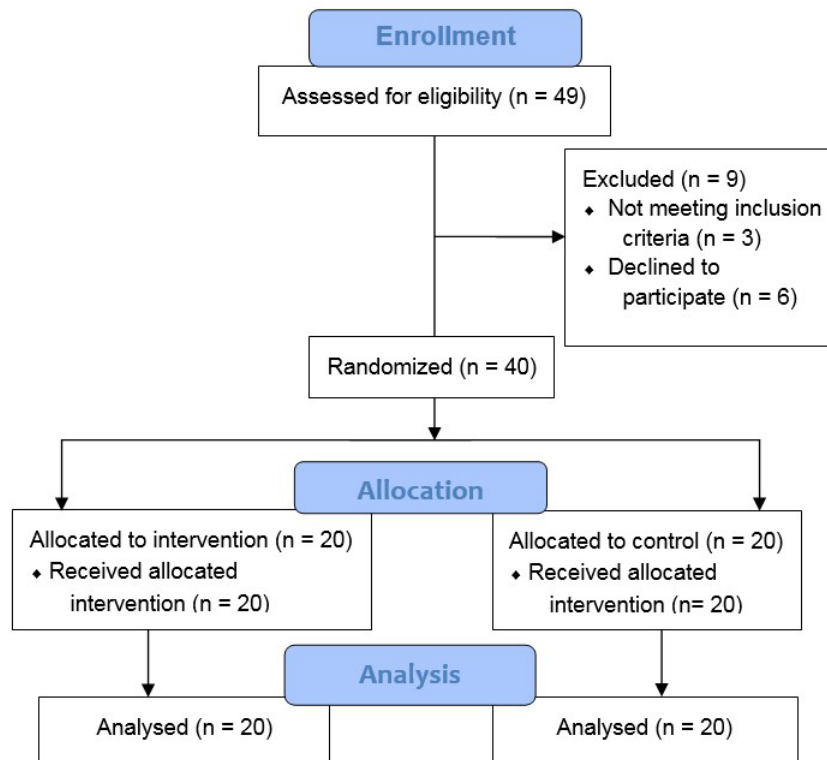 Enrollment
Assessed for eligibility (n = 49)
Excluded (n = 9)
⬧ Not meeting inclusion
criteria (n = 3)
⬧ Declined to
participate (n = 6)
Randomized (n = 40)
Allocation
Allocated to intervention (n = 20)
⬧ Received allocated
intervention (n = 20)
Allocated to control (n = 20)
⬧ Received allocated
intervention (n= 20)
Analysis
Analysed (n = 20)
Analysed (n = 20)